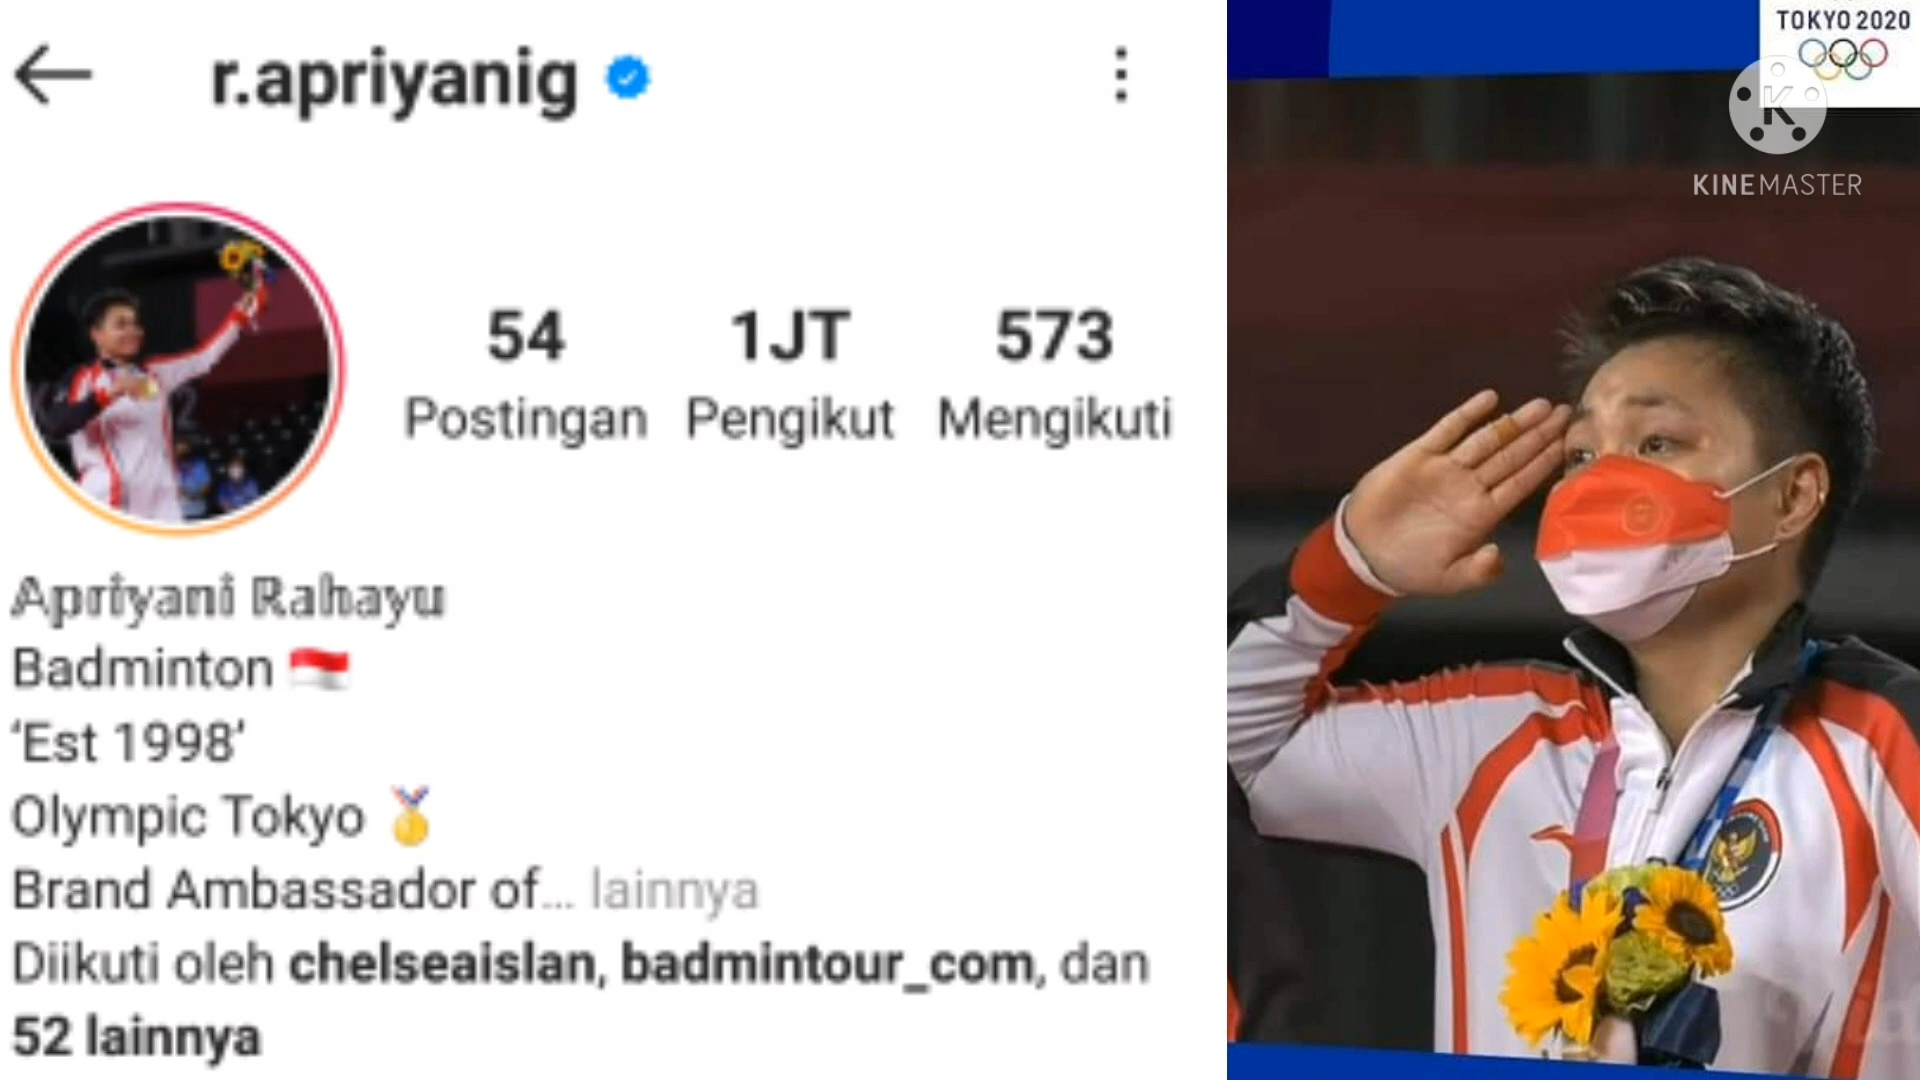 r.apriyanig
54 1JT 573
Postingan Pengikut Mengikuti
𝔸𝕡𝕣𝕚𝕪𝕒𝕟𝕚 ℝ𝕒𝕙𝕒𝕪𝕦
Badminton 🇮🇩
‘Est 1998’
Olympic Tokyo 🏅
Brand Ambassador of... lainnya
Diikuti oleh chelseaislan, badmintour_com, dan
52 lainnya
TOKYO 2020
K
KINEMASTER